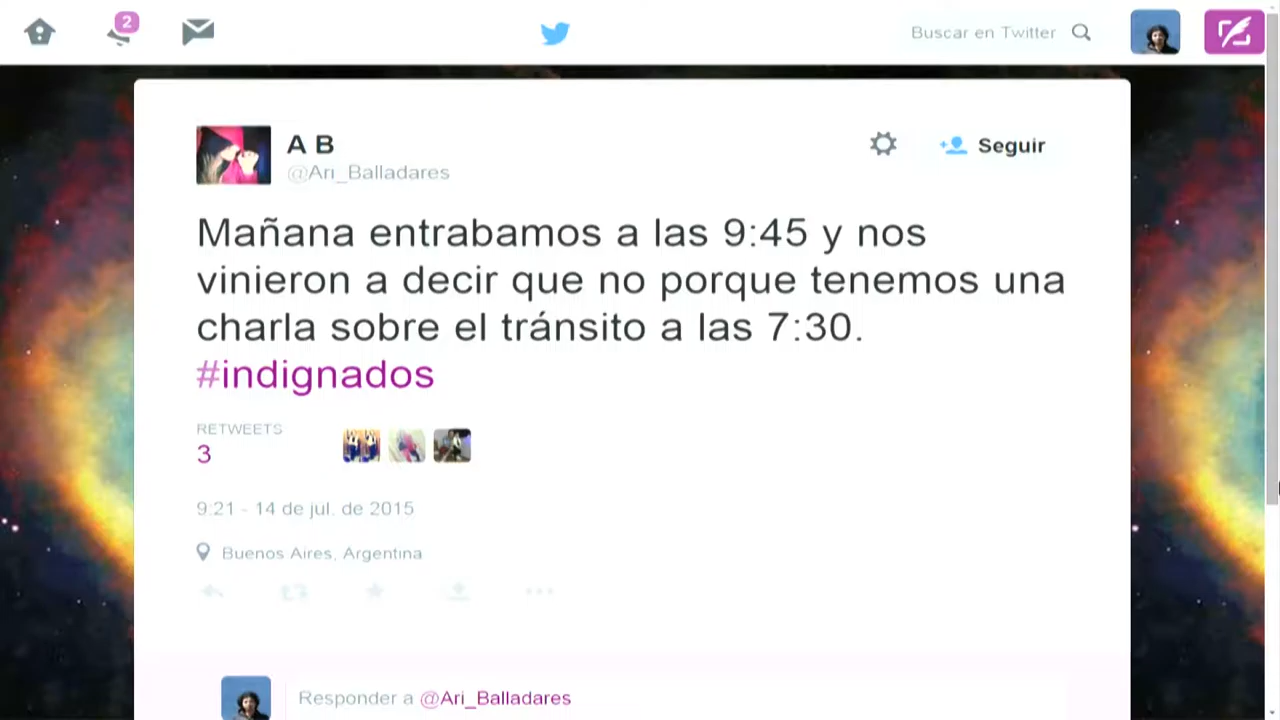 2
Buscar en Twitter
A B
@Ari_Balladares
Seguir
Mañana entrabamos a las 9:45 y nos
vinieron a decir que no porque tenemos una
charla sobre el tránsito a las 7:30.
#indignados
RETWEETS
3
9:21 - 14 de jul. de 2015
Buenos Aires, Argentina
Responder a @Ari_Balladares